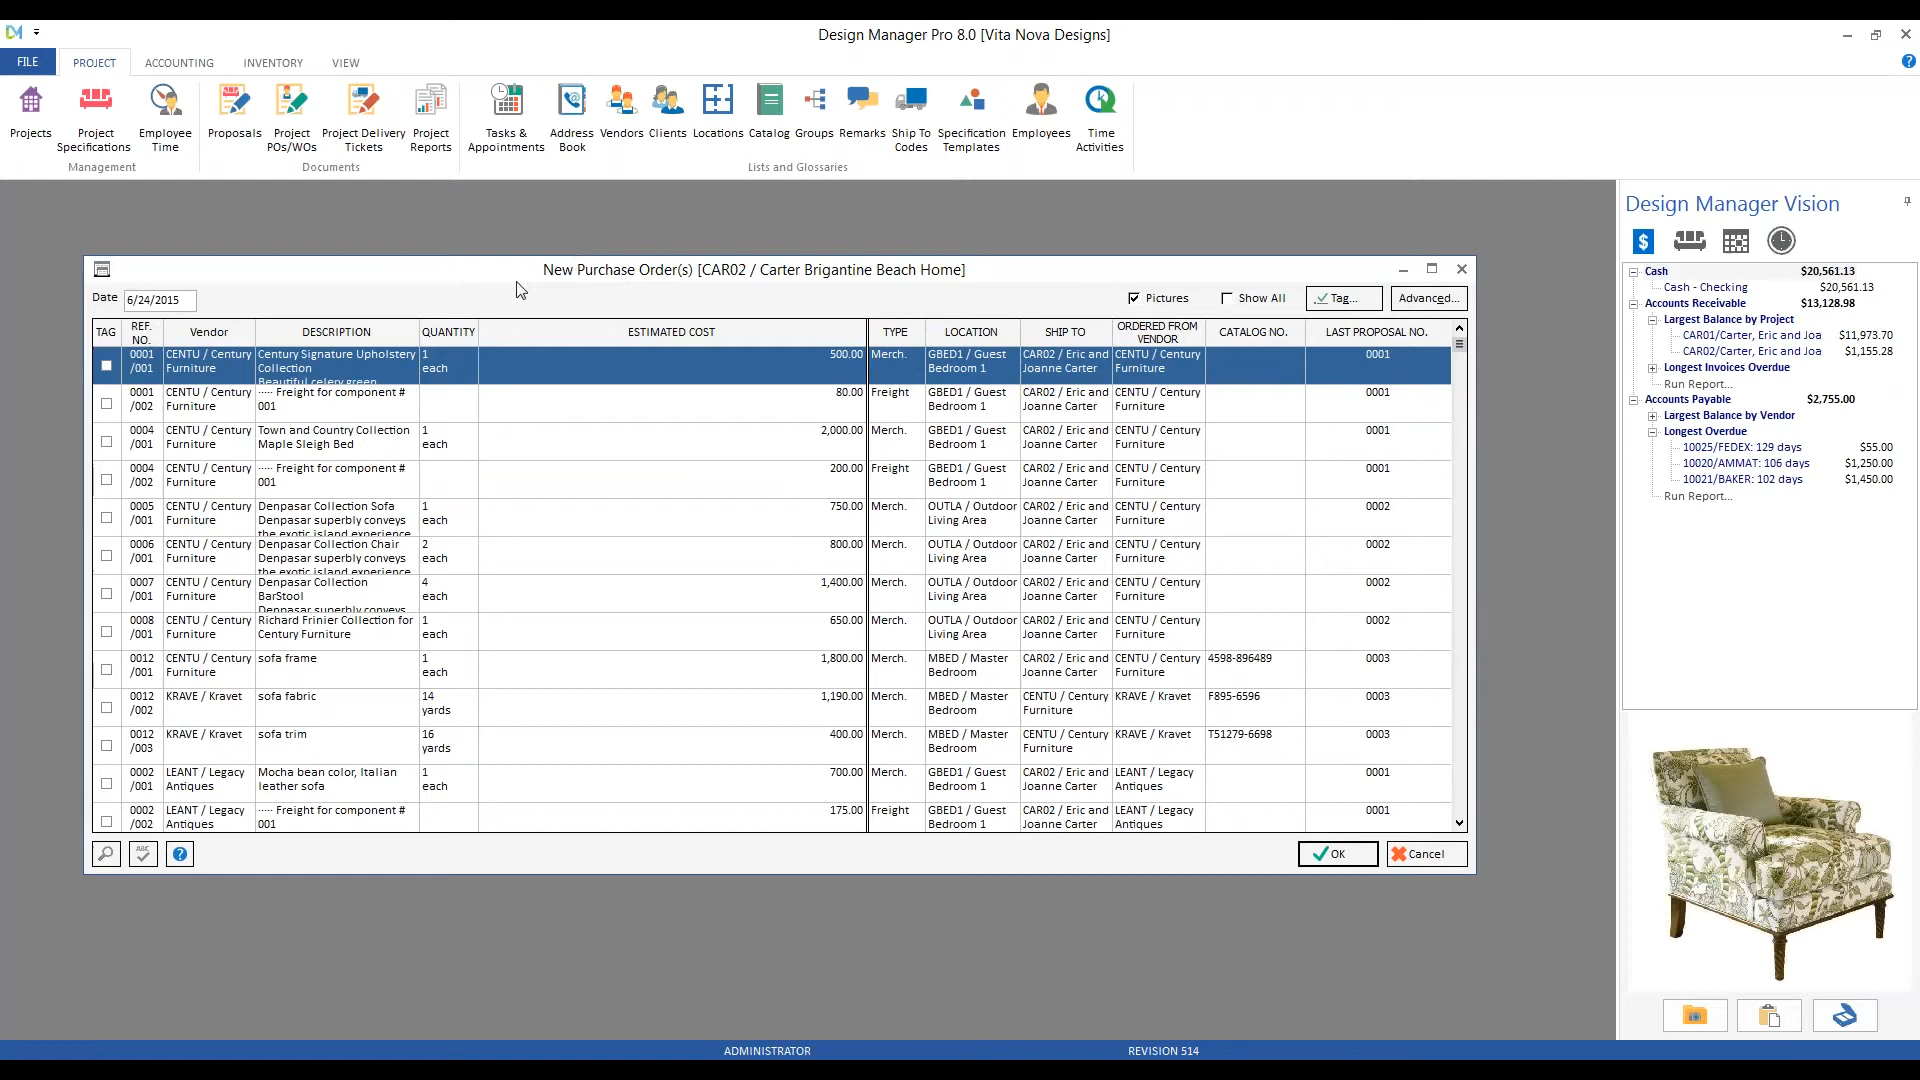 Design Manager Pro 8.0 [Vita Nova Designs]
FILE PROJECT ACCOUNTING INVENTORY VIEW
Projects Project Specifications Employee Time Proposals Project POs/WOs Project Delivery Tickets Project Reports Tasks & Appointments Address Book Vendors Clients Locations Catalog Groups Remarks Ship To Codes Specification Templates Employees Time Activities
Management Documents Lists and Glossaries
New Purchase Order(s) [CAR02 / Carter Brigantine Beach Home]
Date 6/24/2015 Pictures Show All Tag... Advanced...
TAG REF. NO. Vendor DESCRIPTION QUANTITY ESTIMATED COST TYPE LOCATION SHIP TO ORDERED FROM VENDOR CATALOG NO. LAST PROPOSAL NO.
0001 CENTU / Century Century Signature Upholstery 1 500.00 Merch. GBED1 / Guest CAR02 / Eric and CENTU / Century 0001
/001 Furniture Collection each Bedroom 1 Joanne Carter Furniture
Beautiful celery green
0001 CENTU / Century ····· Freight for component # 80.00 Freight GBED1 / Guest CAR02 / Eric and CENTU / Century 0001
/002 Furniture 001 Bedroom 1 Joanne Carter Furniture
0004 CENTU / Century Town and Country Collection 1 2,000.00 Merch. GBED1 / Guest CAR02 / Eric and CENTU / Century 0001
/001 Furniture Maple Sleigh Bed each Bedroom 1 Joanne Carter Furniture
0004 CENTU / Century ····· Freight for component # 200.00 Freight GBED1 / Guest CAR02 / Eric and CENTU / Century 0001
/002 Furniture 001 Bedroom 1 Joanne Carter Furniture
0005 CENTU / Century Denpasar Collection Sofa 1 750.00 Merch. OUTLA / Outdoor CAR02 / Eric and CENTU / Century 0002
/001 Furniture Denpasar superbly conveys each Living Area Joanne Carter Furniture
the exotic island experience
0006 CENTU / Century Denpasar Collection Chair 2 800.00 Merch. OUTLA / Outdoor CAR02 / Eric and CENTU / Century 0002
/001 Furniture Denpasar superbly conveys each Living Area Joanne Carter Furniture
the exotic island experience
0007 CENTU / Century Denpasar Collection 4 1,400.00 Merch. OUTLA / Outdoor CAR02 / Eric and CENTU / Century 0002
/001 Furniture BarStool each Living Area Joanne Carter Furniture
Denpasar superbly conveys
0008 CENTU / Century Richard Frinier Collection for 1 650.00 Merch. OUTLA / Outdoor CAR02 / Eric and CENTU / Century 0002
/001 Furniture Century Furniture each Living Area Joanne Carter Furniture
0012 CENTU / Century sofa frame 1 1,800.00 Merch. MBED / Master CAR02 / Eric and CENTU / Century 4598-896489 0003
/001 Furniture each Bedroom Joanne Carter Furniture
0012 KRAVE / Kravet sofa fabric 14 1,190.00 Merch. MBED / Master CENTU / Century KRAVE / Kravet F895-6596 0003
/002 yards Bedroom Furniture
0012 KRAVE / Kravet sofa trim 16 400.00 Merch. MBED / Master CENTU / Century KRAVE / Kravet T51279-6698 0003
/003 yards Bedroom Furniture
0002 LEANT / Legacy Mocha bean color, Italian 1 700.00 Merch. GBED1 / Guest CAR02 / Eric and LEANT / Legacy 0001
/001 Antiques leather sofa each Bedroom 1 Joanne Carter Antiques
0002 LEANT / Legacy ····· Freight for component # 175.00 Freight GBED1 / Guest CAR02 / Eric and LEANT / Legacy 0001
/002 Antiques 001 Bedroom 1 Joanne Carter Antiques
ABC ? OK Cancel
Design Manager Vision
$
Cash $20,561.13
Cash - Checking $20,561.13
Accounts Receivable $13,128.98
Largest Balance by Project
CAR01/Carter, Eric and Joa $11,973.70
CAR02/Carter, Eric and Joa $1,155.28
Longest Invoices Overdue
Run Report...
Accounts Payable $2,755.00
Largest Balance by Vendor
Longest Overdue
10025/FEDEX: 129 days $55.00
10020/AMMAT: 106 days $1,250.00
10021/BAKER: 102 days $1,450.00
Run Report...
ADMINISTRATOR REVISION 514